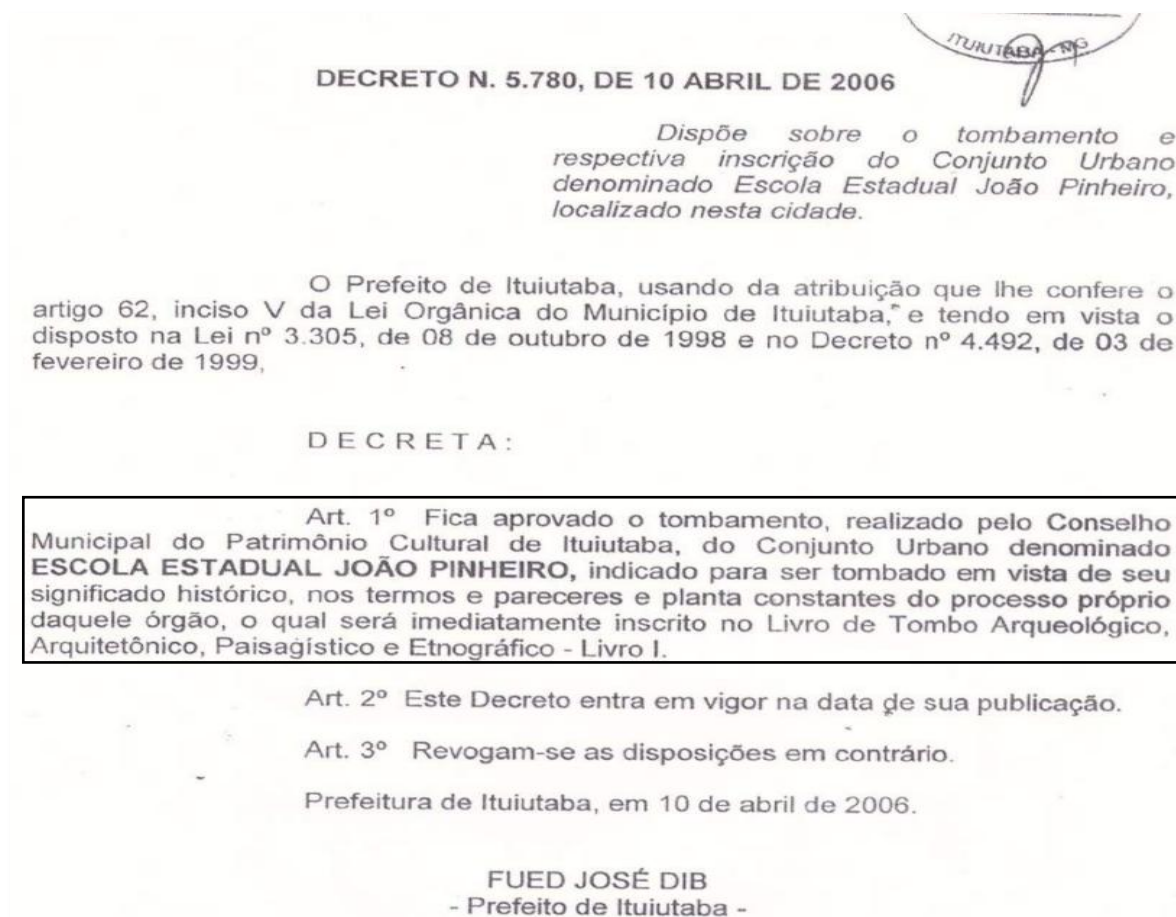 ITUIUTABA - MG
DECRETO N. 5.780, DE 10 ABRIL DE 2006
Dispõe sobre o tombamento e
respectiva inscrição do Conjunto Urbano
denominado Escola Estadual João Pinheiro,
localizado nesta cidade.
O Prefeito de Ituiutaba, usando da atribuição que lhe confere o
artigo 62, inciso V da Lei Orgânica do Município de Ituiutaba, e tendo em vista o
disposto na Lei nº 3.305, de 08 de outubro de 1998 e no Decreto nº 4.492, de 03 de
fevereiro de 1999,
D E C R E T A :
Art. 1º Fica aprovado o tombamento, realizado pelo Conselho
Municipal do Patrimônio Cultural de Ituiutaba, do Conjunto Urbano denominado
ESCOLA ESTADUAL JOÃO PINHEIRO, indicado para ser tombado em vista de seu
significado histórico, nos termos e pareceres e planta constantes do processo próprio
daquele órgão, o qual será imediatamente inscrito no Livro de Tombo Arqueológico,
Arquitetônico, Paisagístico e Etnográfico - Livro I.
Art. 2º Este Decreto entra em vigor na data de sua publicação.
Art. 3º Revogam-se as disposições em contrário.
Prefeitura de Ituiutaba, em 10 de abril de 2006.
FUED JOSÉ DIB
- Prefeito de Ituiutaba -